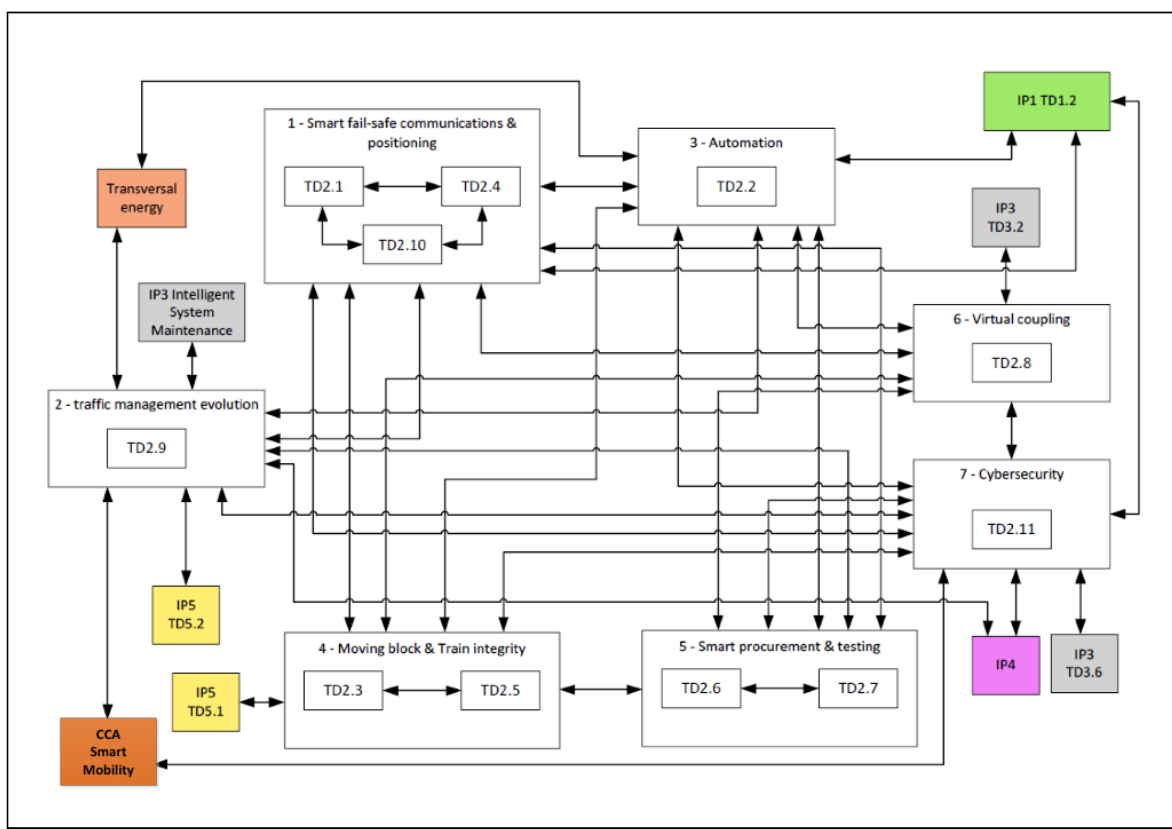 IP1 TD1.2
1 - Smart fail-safe communications &
positioning
TD2.1
TD2.4
TD2.10
3 - Automation
TD2.2
Transversal
energy
IP3
TD3.2
IP3 Intelligent
System
Maintenance
6 - Virtual coupling
TD2.8
2 - traffic management evolution
TD2.9
7 - Cybersecurity
TD2.11
IP5
TD5.2
4 - Moving block & Train integrity
TD2.3
TD2.5
5 - Smart procurement & testing
TD2.6
TD2.7
IP4
IP3
TD3.6
IP5
TD5.1
CCA
Smart
Mobility